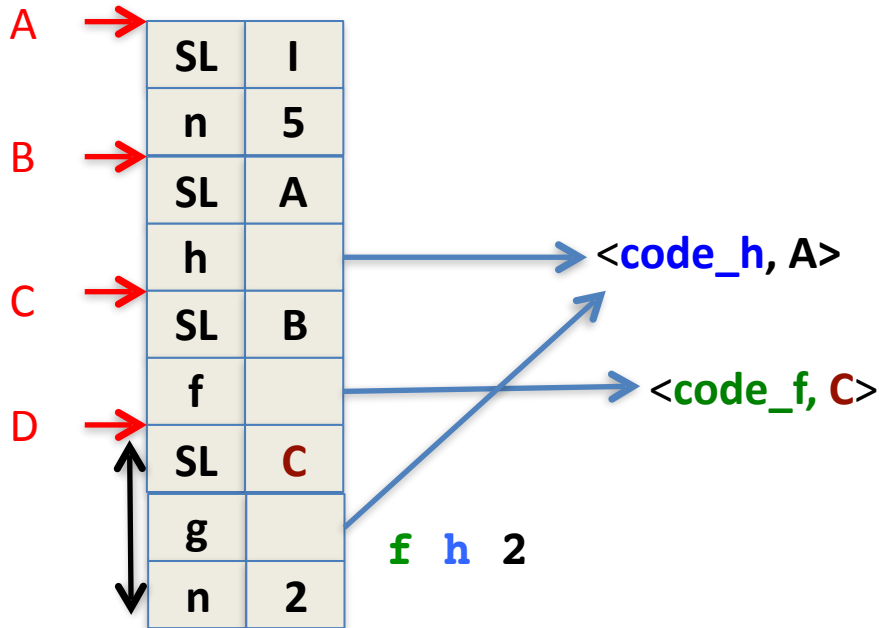 A
SL I
n 5
B
SL A
h <code_h, A>
C
SL B
f <code_f, C>
D
SL C
g
f h 2
n 2